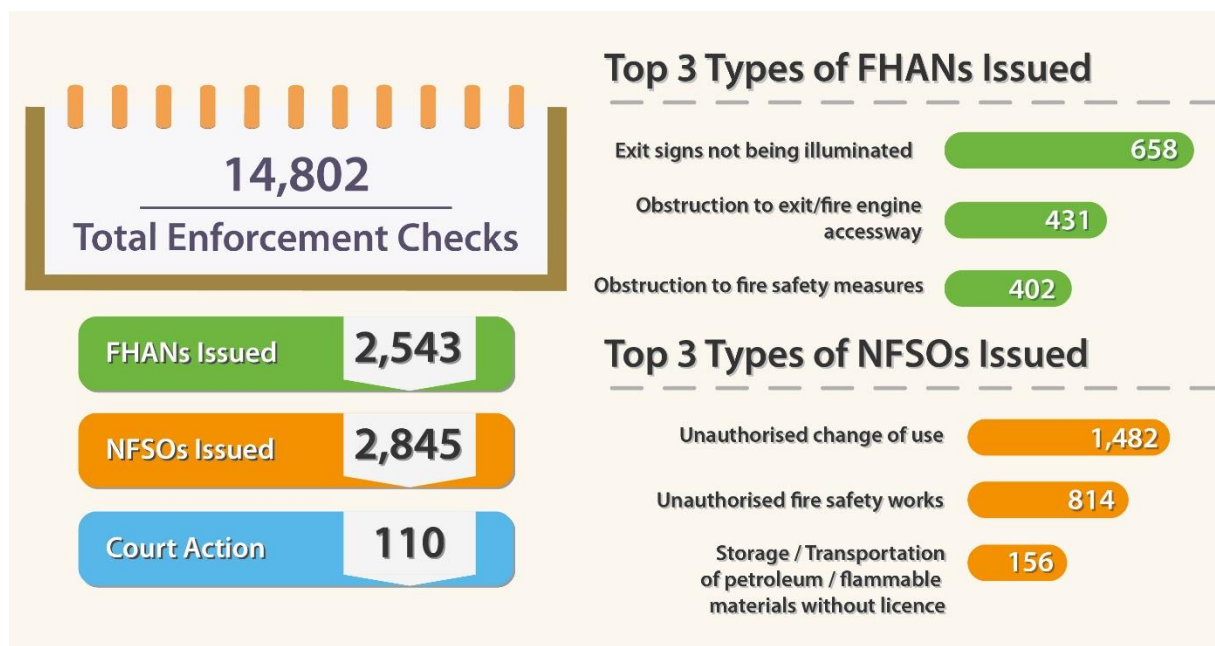 14,802
Total Enforcement Checks
FHANs Issued 2,543
NFSOs Issued 2,845
Court Action 110
Top 3 Types of FHANs Issued
Exit signs not being illuminated 658
Obstruction to exit/fire engine
accessway 431
Obstruction to fire safety measures 402
Top 3 Types of NFSOs Issued
Unauthorised change of use 1,482
Unauthorised fire safety works 814
Storage / Transportation
of petroleum / flammable
materials without licence 156